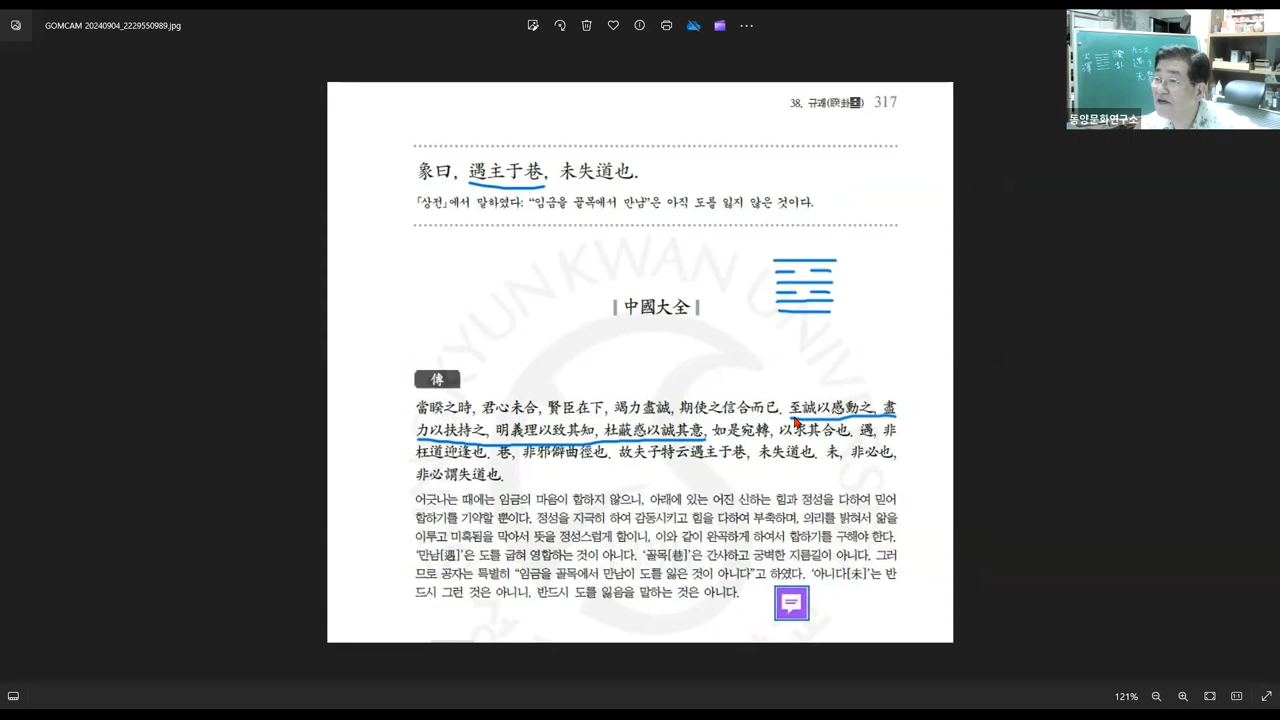 GOMCAM 20240904_2229550989.jpg
동양문화연구소
38. 규괘(睽卦䷥) 317
象曰, 遇主于巷, 未失道也.
「상전」에서 말하였다: “임금을 골목에서 만남”은 아직 도를 잃지 않은 것이다.
中國大全
傳
當睽之時, 君心未合, 賢臣在下, 竭力盡誠, 期使之信合而已. 至誠以感動之, 盡
力以扶持之, 明義理以致其知, 杜蔽惑以誠其意, 如是宛轉, 以求其合也. 遇, 非
枉道迎逢也. 巷, 非邪僻曲徑也. 故夫子特云遇主于巷, 未失道也. 未, 非必也,
非必謂失道也.
어긋나는 때에는 임금의 마음이 합하지 않으니, 아래에 있는 어진 신하는 힘과 정성을 다하여 믿어
합하기를 기약할 뿐이다. 정성을 지극히 하여 감동시키고 힘을 다하여 부축하며, 의리를 밝혀서 앎을
이루고 미혹됨을 막아서 뜻을 정성스럽게 함이니, 이와 같이 완곡하게 하여서 합하기를 구해야 한다.
‘만남[遇]’은 도를 굽혀 영합하는 것이 아니다. ‘골목[巷]’은 간사하고 궁벽한 지름길이 아니다. 그러
므로 공자는 특별히 “임금을 골목에서 만남이 도를 잃은 것이 아니다”고 하였다. ‘아니다[未]’는 반
드시 그런 것은 아니니, 반드시 도를 잃음을 말하는 것은 아니다.
121%